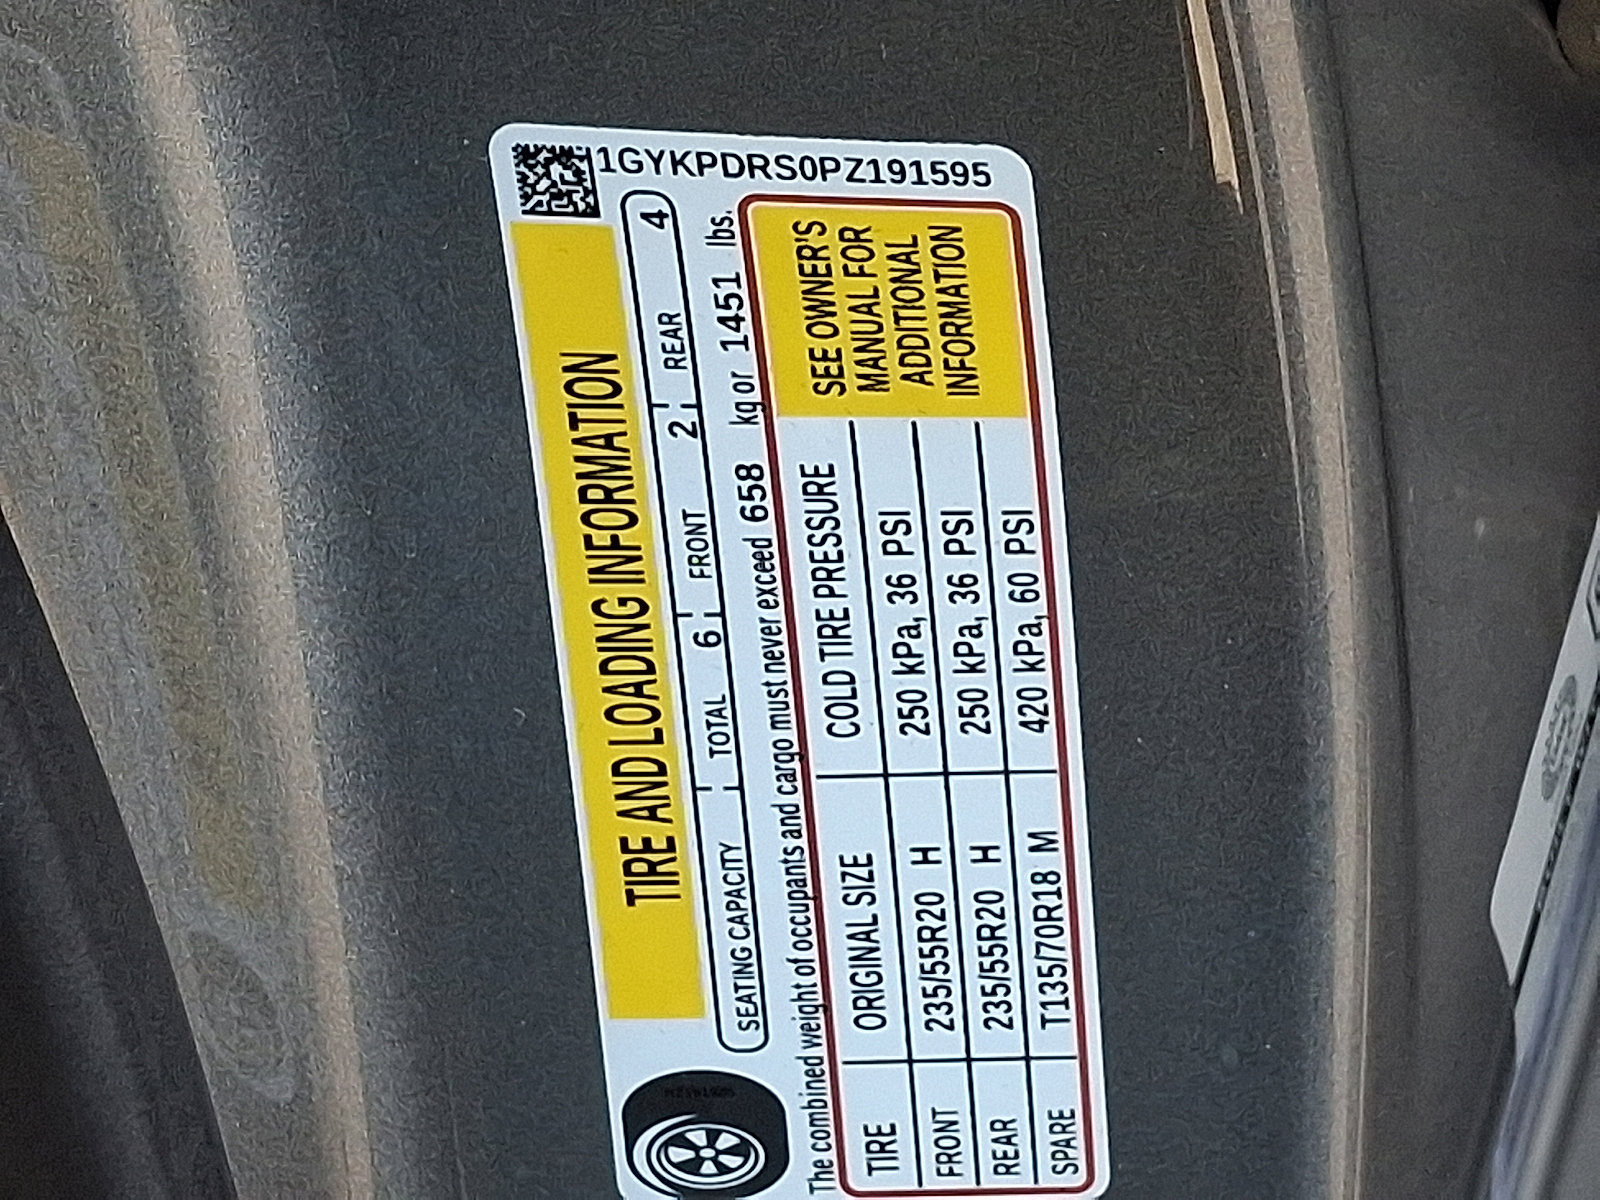 1GYKPDRS0PZ191595
TIRE AND LOADING INFORMATION
SEATING CAPACITY TOTAL 6 FRONT 2 REAR 4
The combined weight of occupants and cargo must never exceed 658 kg or 1451 lbs.
TIRE ORIGINAL SIZE COLD TIRE PRESSURE
FRONT 235/55R20 H 250 kPa, 36 PSI
REAR 235/55R20 H 250 kPa, 36 PSI
SPARE T135/70R18 M 420 kPa, 60 PSI
SEE OWNER'S
MANUAL FOR
ADDITIONAL
INFORMATION